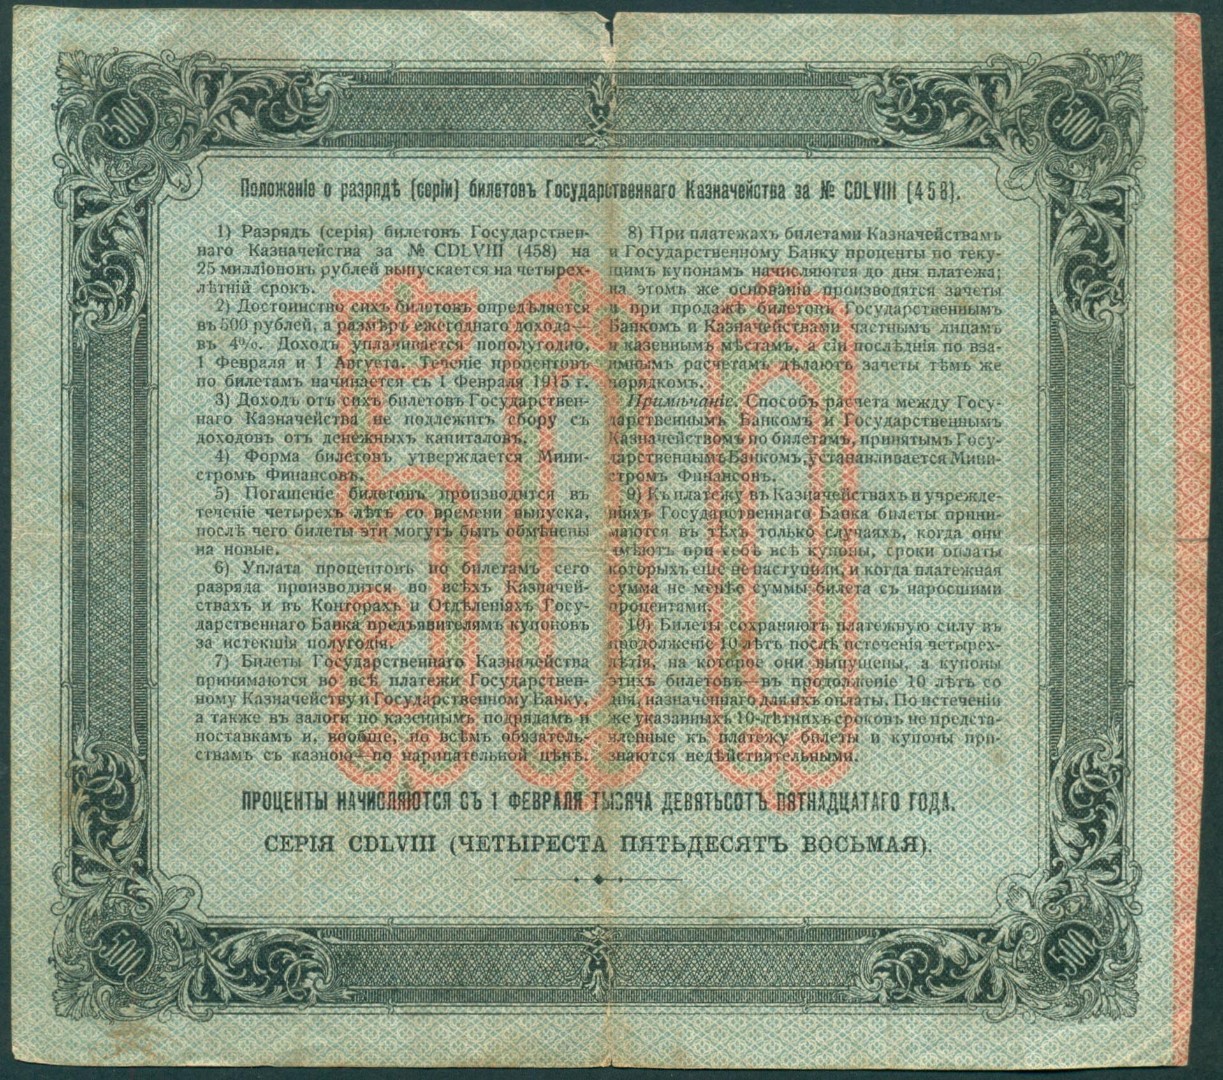 500
500
Положеніе о разрядѣ (серіи) билетовъ Государственнаго Казначейства за № CDLVIII (458).
1) Разрядъ (серія) билетовъ Государствен-
наго Казначейства за № CDLVIII (458) на
25 милліоновъ рублей выпускается на четырех-
лѣтній срокъ.
2) Достоинство сихъ билетовъ опредѣляется
въ 500 рублей, а размѣръ ежегоднаго дохода—
въ 4%. Доходъ уплачивается пополугодно,
1 Февраля и 1 Августа. Теченіе процентовъ
по билетамъ начинается съ 1 Февраля 1915 г.
3) Доходъ отъ сихъ билетовъ Государствен-
наго Казначейства не подлежитъ сбору съ
доходовъ отъ денежныхъ капиталовъ.
4) Форма билетовъ утверждается Мини-
стромъ Финансовъ.
5) Погашеніе билетовъ производится въ
теченіе четырехъ лѣтъ со времени выпуска,
послѣ чего билеты эти могутъ быть обмѣнены
на новые.
6) Уплата процентовъ по билетамъ сего
разряда производится во всѣхъ Казначей-
ствахъ и въ Конторахъ и Отдѣленіяхъ Госу-
дарственнаго Банка предъявителямъ купоновъ
за истекшія полугодія.
7) Билеты Государственнаго Казначейства
принимаются во всѣ платежи Государствен-
ному Казначейству и Государственному Банку,
а также въ залоги по казеннымъ подрядамъ и
поставкамъ и, вообще, по всѣмъ обязатель-
ствамъ съ казною—по нарицательной цѣнѣ.
8) При платежахъ билетами Казначействамъ
и Государственному Банку проценты по теку-
щимъ купонамъ начисляются до дня платежа;
на этомъ же основаніи производятся зачеты
и при продажѣ билетовъ Государственнымъ
Банкомъ и Казначействами частнымъ лицамъ
и казеннымъ мѣстамъ, а сіи послѣднія по вза-
имнымъ расчетамъ дѣлаютъ зачеты тѣмъ же
порядкомъ.
Примѣчаніе. Способъ расчета между Госу-
дарственнымъ Банкомъ и Государственнымъ
Казначействомъ по билетамъ, принятымъ Госу-
дарственнымъ Банкомъ, устанавливается Мини-
стромъ Финансовъ.
9) Къ платежу въ Казначействахъ и учрежде-
ніяхъ Государственнаго Банка билеты прини-
маются въ тѣхъ только случаяхъ, когда они
имѣютъ при себѣ всѣ купоны, сроки оплаты
которыхъ еще не наступили, и когда платежная
сумма не менѣе суммы билета съ наросшими
процентами.
10) Билеты сохраняютъ платежную силу въ
продолженіе 10 лѣтъ послѣ истеченія четырех-
лѣтія, на которое они выпущены, а купоны
этихъ билетовъ въ продолженіе 10 лѣтъ со
дня, назначеннаго для ихъ оплаты. По истеченіи
же указанныхъ 10-лѣтнихъ сроковъ не предста-
вленные къ платежу билеты и купоны при-
знаются недѣйствительными.
500
ПРОЦЕНТЫ НАЧИСЛЯЮТСЯ СЪ 1 ФЕВРАЛЯ ТЫСЯЧА ДЕВЯТЬСОТЪ ПЯТНАДЦАТАГО ГОДА.
СЕРІЯ CDLVIII (ЧЕТЫРЕСТА ПЯТЬДЕСЯТЪ ВОСЬМАЯ).
500
500